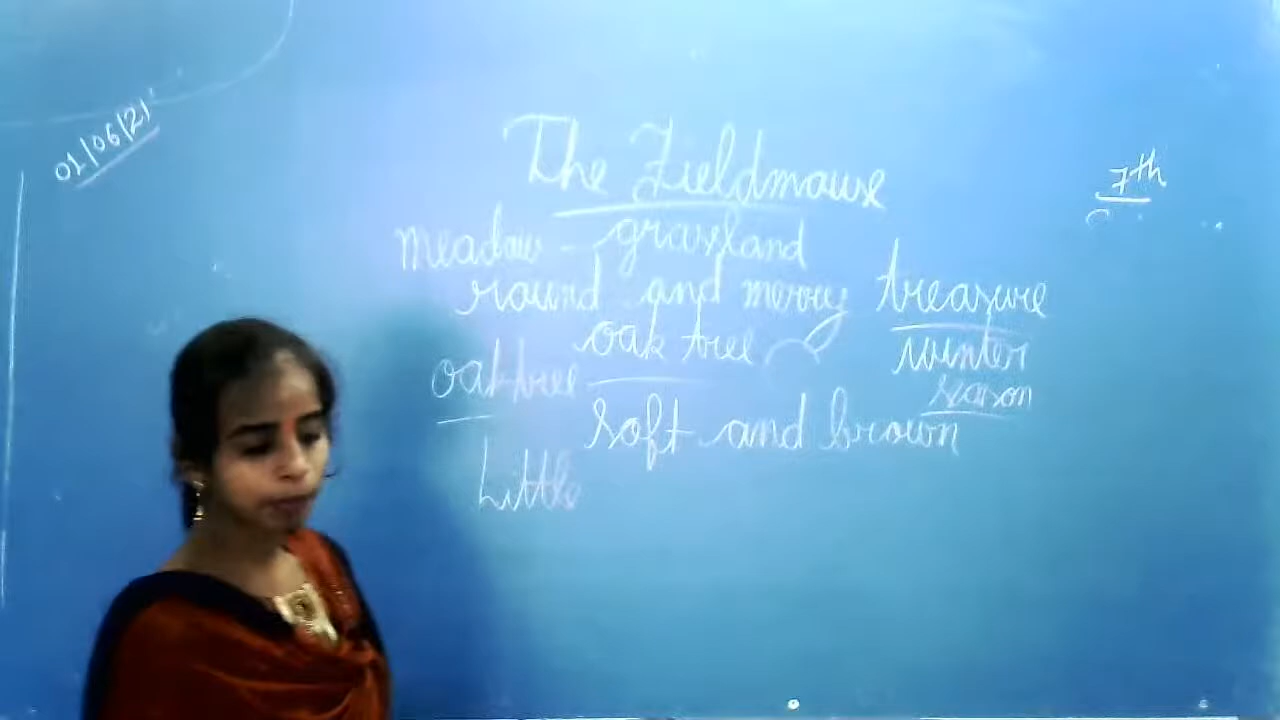 01/06/21
The Fieldmouse
7th
meadow - grassland
round and merry
treasure
oak tree
winter
season
oak tree
soft and brown
Little